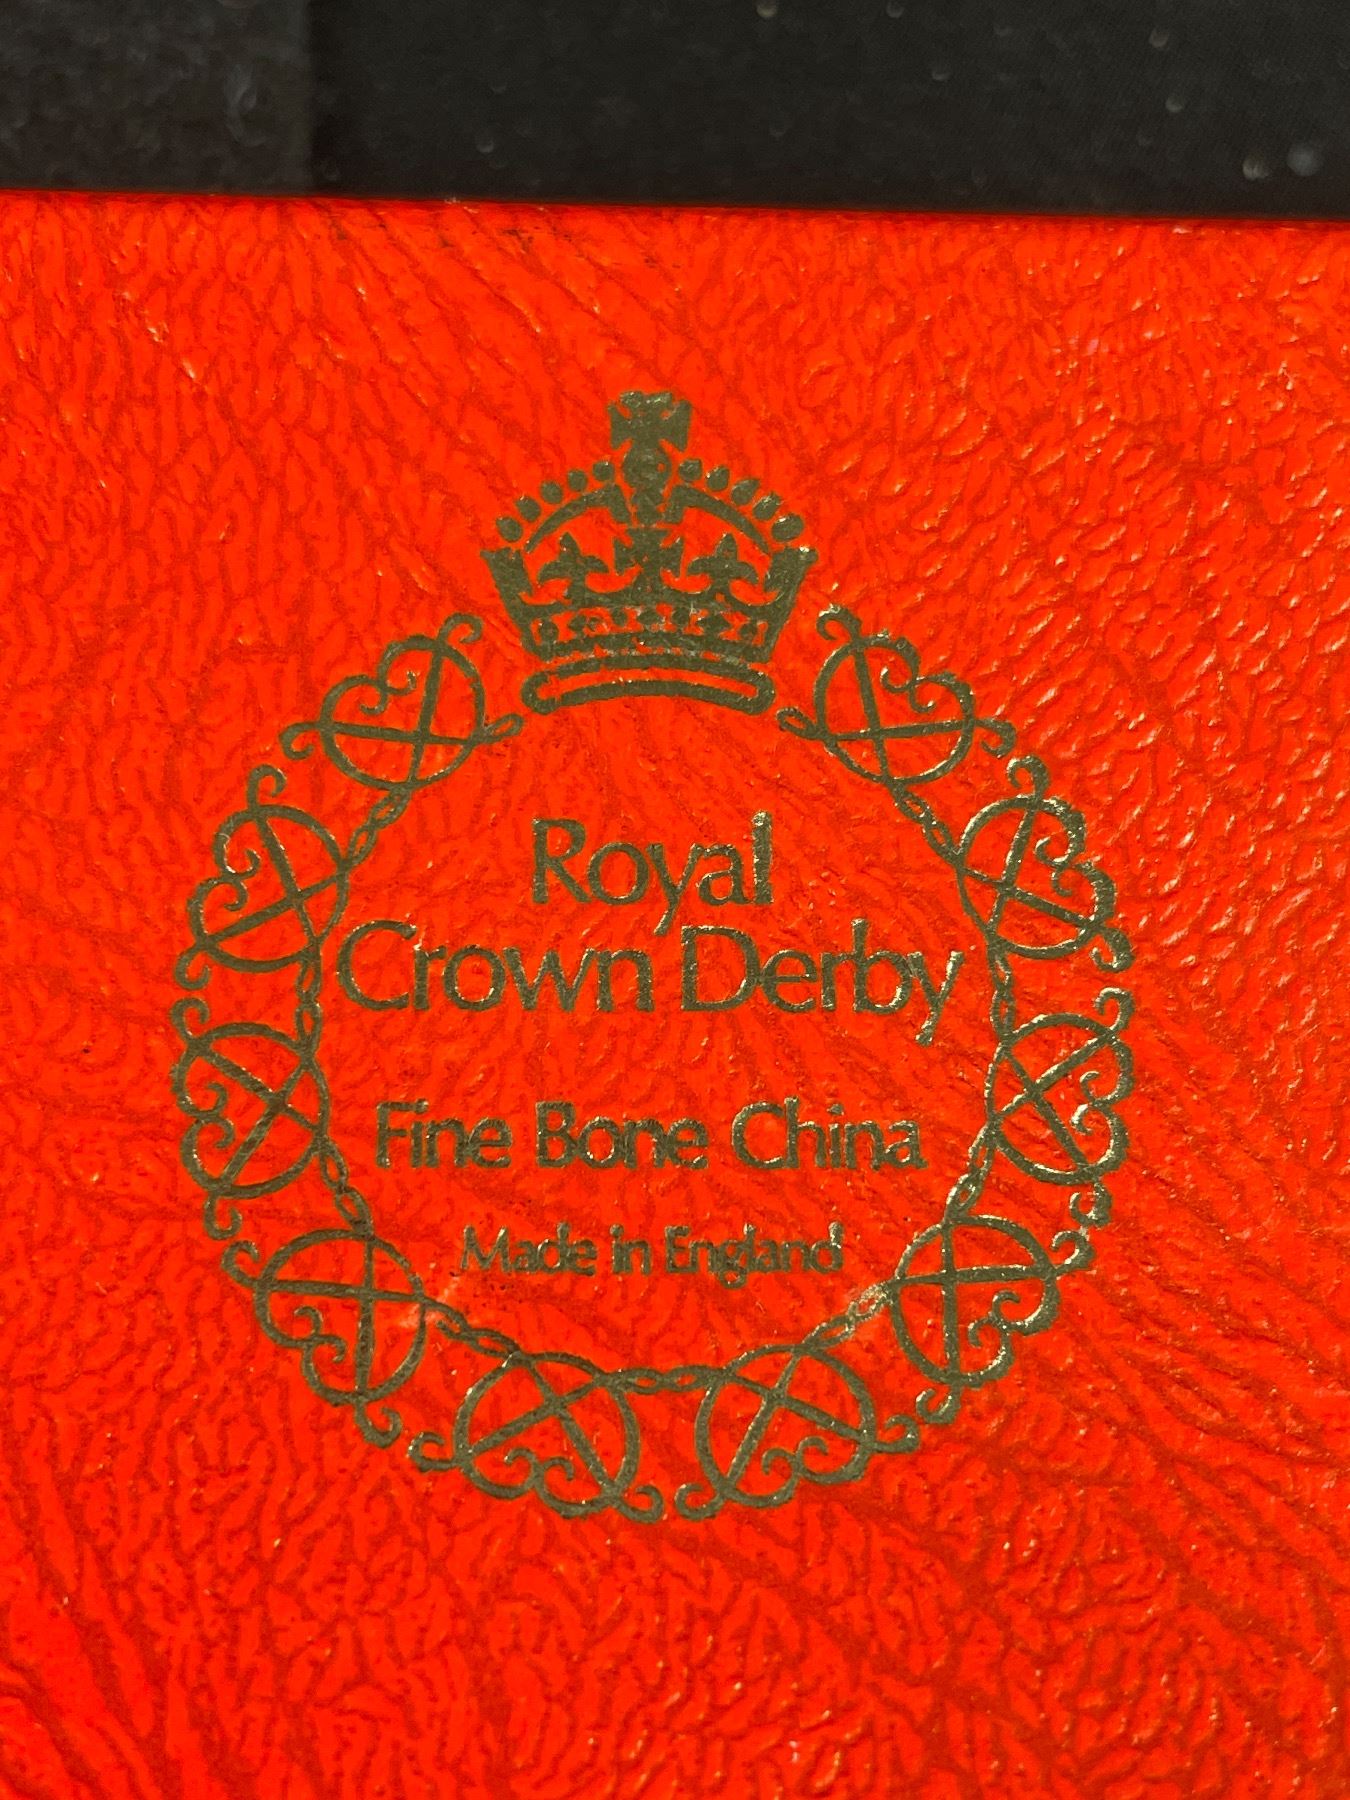 Royal
Crown Derby
Fine Bone China
Made in England